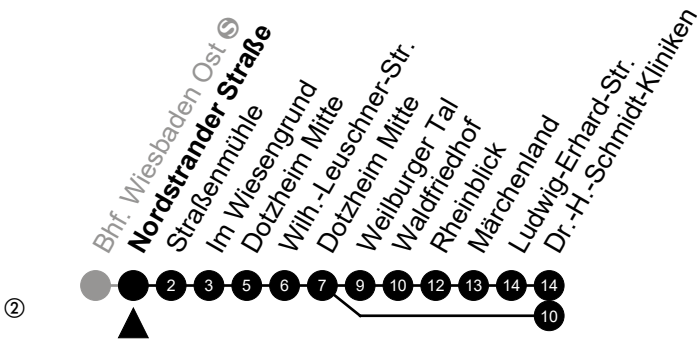 Bhf. Wiesbaden Ost Ⓢ
Nordstrander Straße
Straßenmühle
Im Wiesengrund
Dotzheim Mitte
Wilh.-Leuschner-Str.
Dotzheim Mitte
Weilburger Tal
Waldfriedhof
Rheinblick
Märchenland
Ludwig-Erhard-Str.
Dr.-H.-Schmidt-Kliniken
2 3 5 6 7 9 10 12 13 14 14
② 10